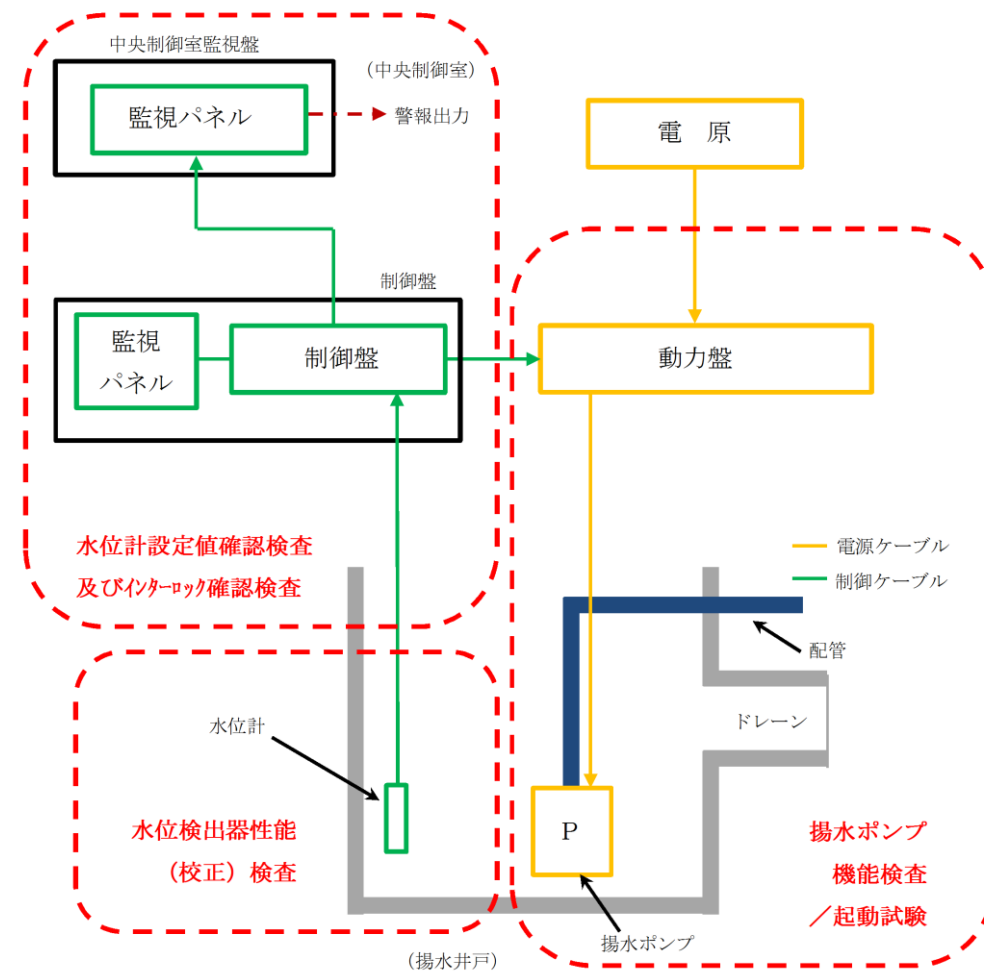 中央制御室監視盤
（中央制御室）
監視パネル
警報出力
電　原
制御盤
監視
パネル
制御盤
動力盤
水位計設定値確認検査
及びｲﾝﾀｰﾛｯｸ確認検査
電源ケーブル
制御ケーブル
配管
水位計
ドレーン
水位検出器性能
（校正）検査
P
揚水ポンプ
機能検査
／起動試験
揚水ポンプ
（揚水井戸）